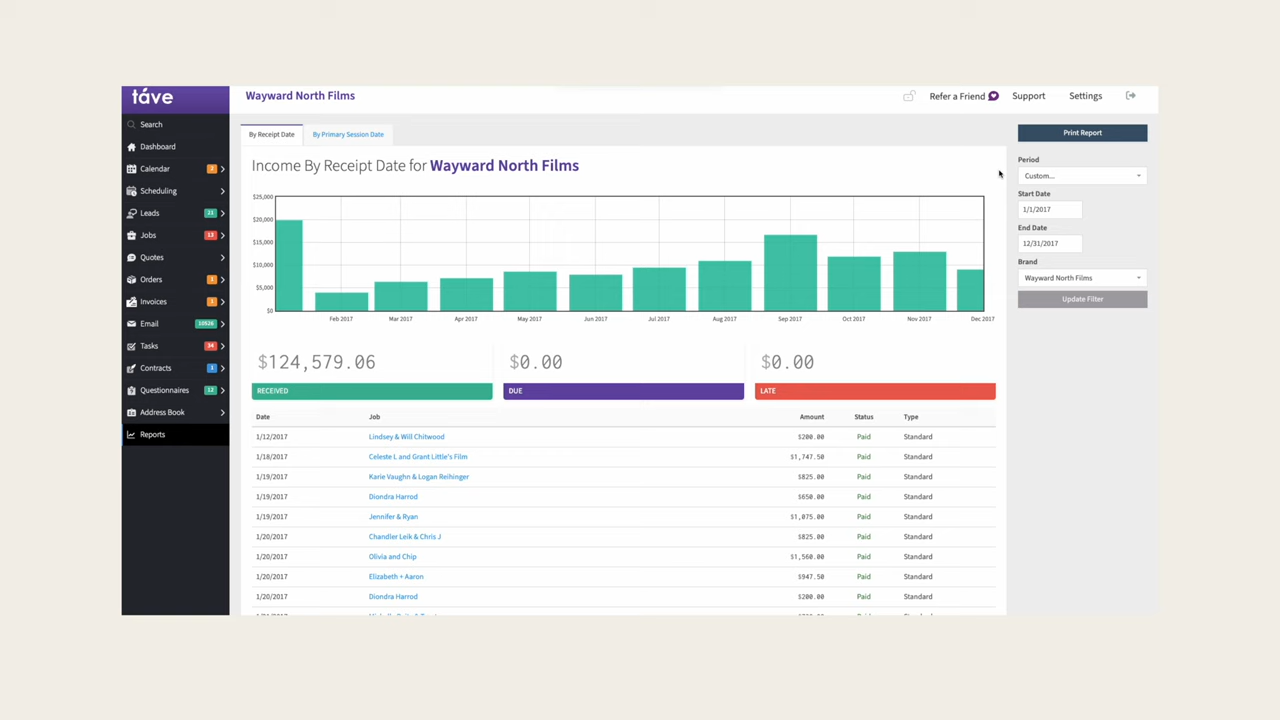 táve
Wayward North Films
Refer a Friend
Support
Settings
Search
Dashboard
Calendar 2
Scheduling
Leads 21
Jobs 13
Quotes
Orders 1
Invoices 1
Email 10526
Tasks 34
Contracts 1
Questionnaires 12
Address Book
Reports
By Receipt Date
By Primary Session Date
Income By Receipt Date for Wayward North Films
$25,000
$20,000
$15,000
$10,000
$5,000
$0
Feb 2017 Mar 2017 Apr 2017 May 2017 Jun 2017 Jul 2017 Aug 2017 Sep 2017 Oct 2017 Nov 2017 Dec 2017
$124,579.06 $0.00 $0.00
RECEIVED DUE LATE
Date Job Amount Status Type
1/12/2017 Lindsey & Will Chitwood $200.00 Paid Standard
1/18/2017 Celeste L and Grant Little's Film $1,747.50 Paid Standard
1/19/2017 Karie Vaughn & Logan Reihinger $825.00 Paid Standard
1/19/2017 Diondra Harrod $650.00 Paid Standard
1/19/2017 Jennifer & Ryan $1,075.00 Paid Standard
1/20/2017 Chandler Leik & Chris J $825.00 Paid Standard
1/20/2017 Olivia and Chip $1,560.00 Paid Standard
1/20/2017 Elizabeth + Aaron $947.50 Paid Standard
1/20/2017 Diondra Harrod $200.00 Paid Standard
Print Report
Period
Custom...
Start Date
1/1/2017
End Date
12/31/2017
Brand
Wayward North Films
Update Filter